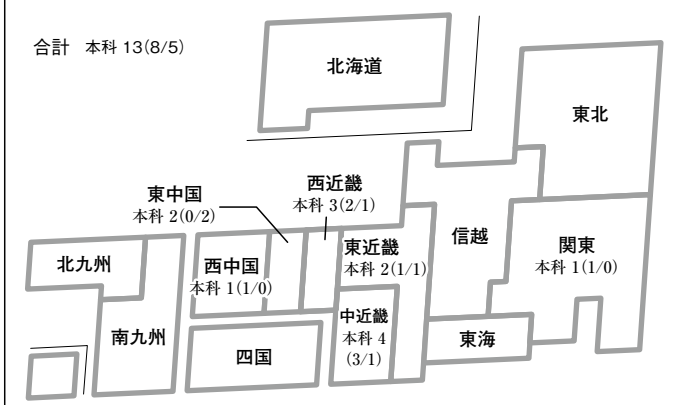 合計 本科 13(8/5)
北海道
東北
西近畿
本科 3(2/1)
東中国
本科 2(0/2)
信越
関東
本科 1(1/0)
東近畿
本科 2(1/1)
北九州
西中国
本科 1(1/0)
中近畿
本科 4
(3/1)
南九州
四国
東海